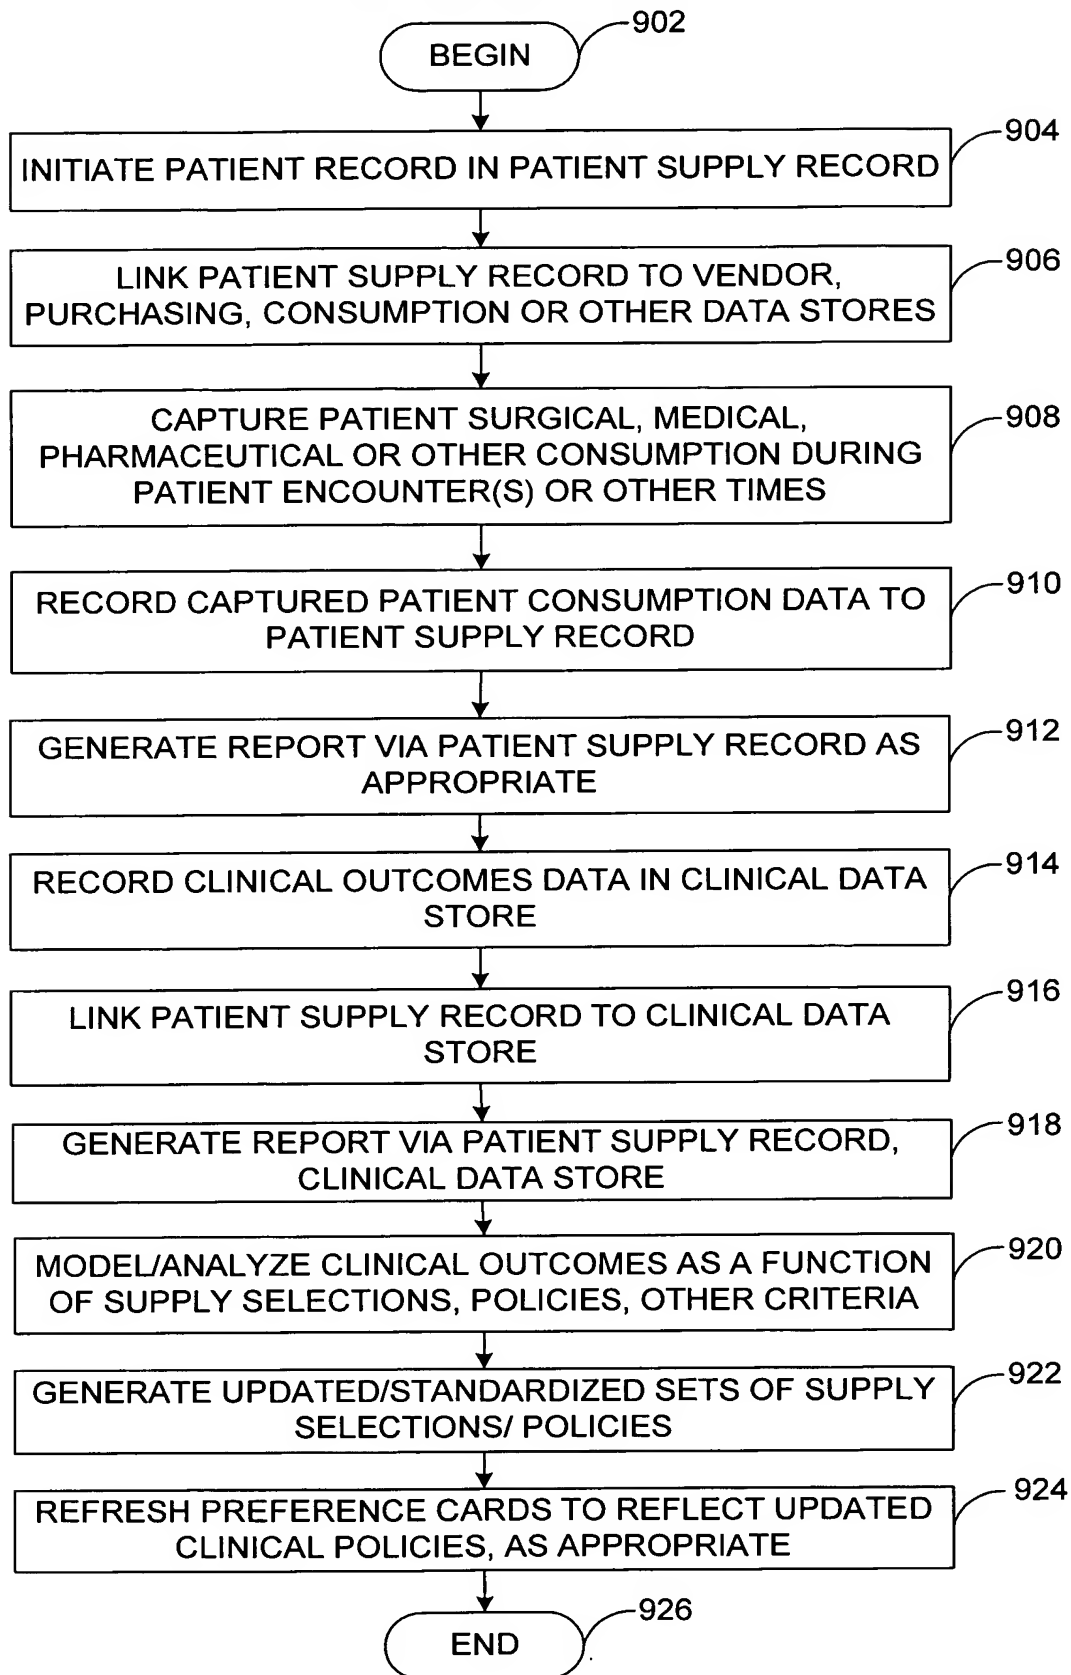 902
BEGIN
904
INITIATE PATIENT RECORD IN PATIENT SUPPLY RECORD
906
LINK PATIENT SUPPLY RECORD TO VENDOR,
PURCHASING, CONSUMPTION OR OTHER DATA STORES
908
CAPTURE PATIENT SURGICAL, MEDICAL,
PHARMACEUTICAL OR OTHER CONSUMPTION DURING
PATIENT ENCOUNTER(S) OR OTHER TIMES
910
RECORD CAPTURED PATIENT CONSUMPTION DATA TO
PATIENT SUPPLY RECORD
912
GENERATE REPORT VIA PATIENT SUPPLY RECORD AS
APPROPRIATE
914
RECORD CLINICAL OUTCOMES DATA IN CLINICAL DATA
STORE
916
LINK PATIENT SUPPLY RECORD TO CLINICAL DATA
STORE
918
GENERATE REPORT VIA PATIENT SUPPLY RECORD,
CLINICAL DATA STORE
920
MODEL/ANALYZE CLINICAL OUTCOMES AS A FUNCTION
OF SUPPLY SELECTIONS, POLICIES, OTHER CRITERIA
922
GENERATE UPDATED/STANDARDIZED SETS OF SUPPLY
SELECTIONS/ POLICIES
924
REFRESH PREFERENCE CARDS TO REFLECT UPDATED
CLINICAL POLICIES, AS APPROPRIATE
926
END